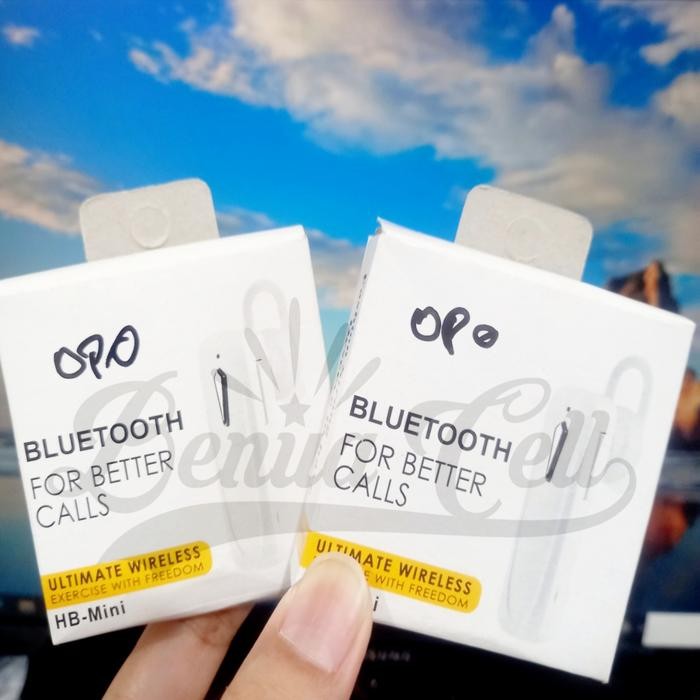 OPO
BLUETOOTH
FOR BETTER
CALLS
ULTIMATE WIRELESS
EXERCISE WITH FREEDOM
HB-Mini
OPO
BLUETOOTH
FOR BETTER
CALLS
ULTIMATE WIRELESS
WITH FREEDOM
Cell